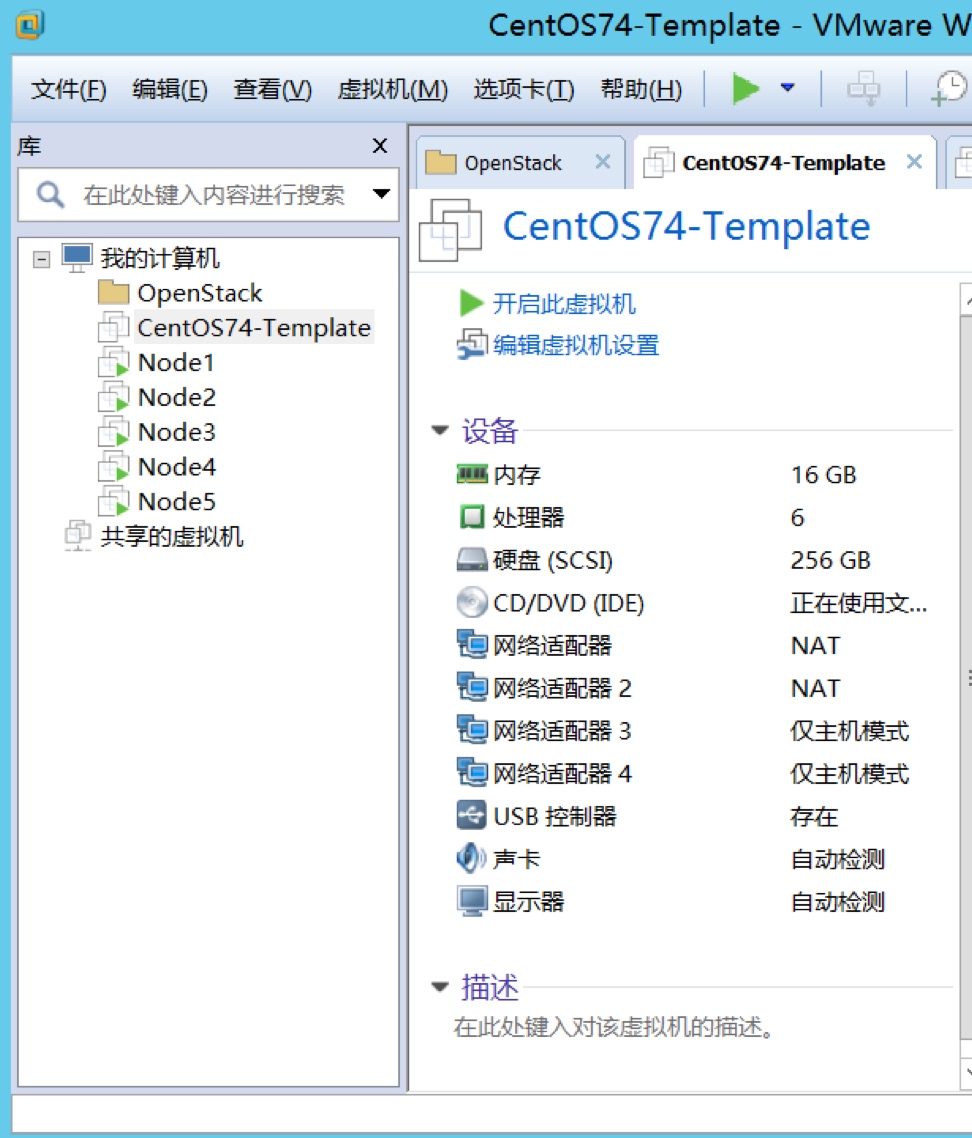 CentOS74-Template - VMware W
文件(F) 编辑(E) 查看(V) 虚拟机(M) 选项卡(T) 帮助(H)
库
在此处键入内容进行搜索
我的计算机
OpenStack
CentOS74-Template
Node1
Node2
Node3
Node4
Node5
共享的虚拟机
OpenStack
CentOS74-Template
CentOS74-Template
开启此虚拟机
编辑虚拟机设置
设备
内存 16 GB
处理器 6
硬盘 (SCSI) 256 GB
CD/DVD (IDE) 正在使用文...
网络适配器 NAT
网络适配器 2 NAT
网络适配器 3 仅主机模式
网络适配器 4 仅主机模式
USB 控制器 存在
声卡 自动检测
显示器 自动检测
描述
在此处键入对该虚拟机的描述。